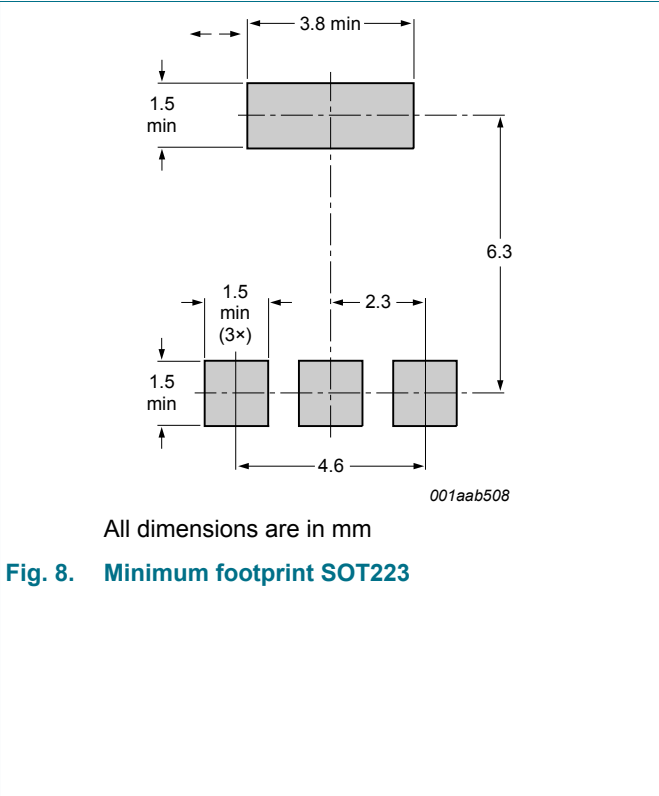 3.8 min
1.5
min
6.3
1.5
min
(3×)
2.3
1.5
min
4.6
001aab508
All dimensions are in mm
Fig. 8. Minimum footprint SOT223